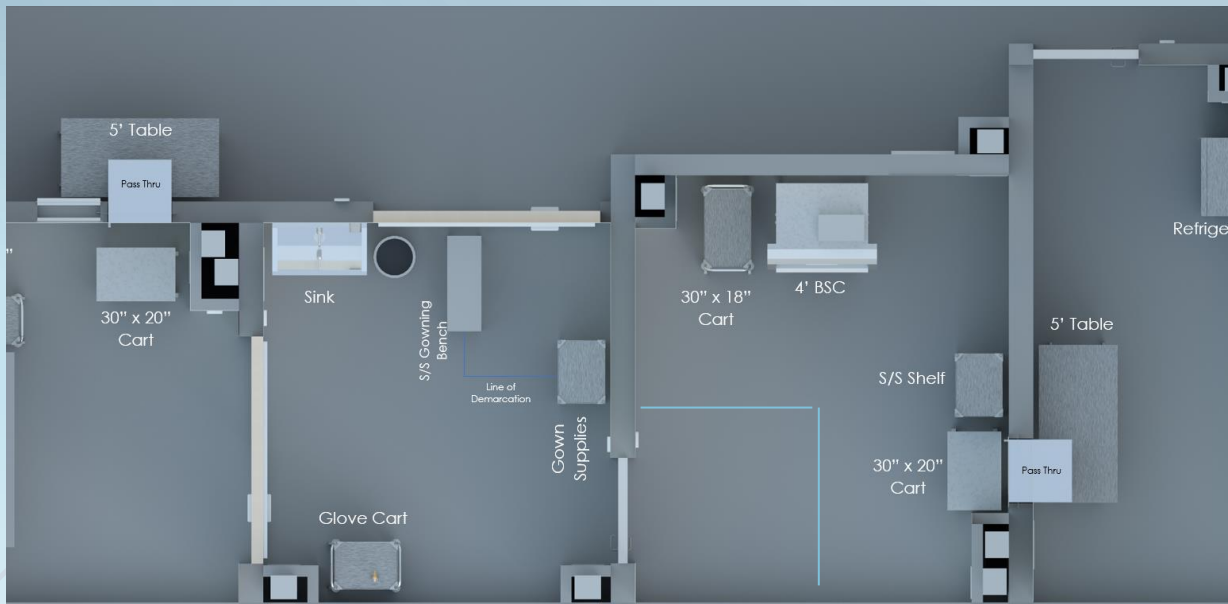 5’ Table
Pass Thru
”
30” x 20”
Cart
Sink
S/S Gowning
Bench
Line of
Demarcation
Gown
Supplies
Glove Cart
30” x 18”
Cart
4’ BSC
S/S Shelf
30” x 20”
Cart
5’ Table
Pass Thru
Refrige